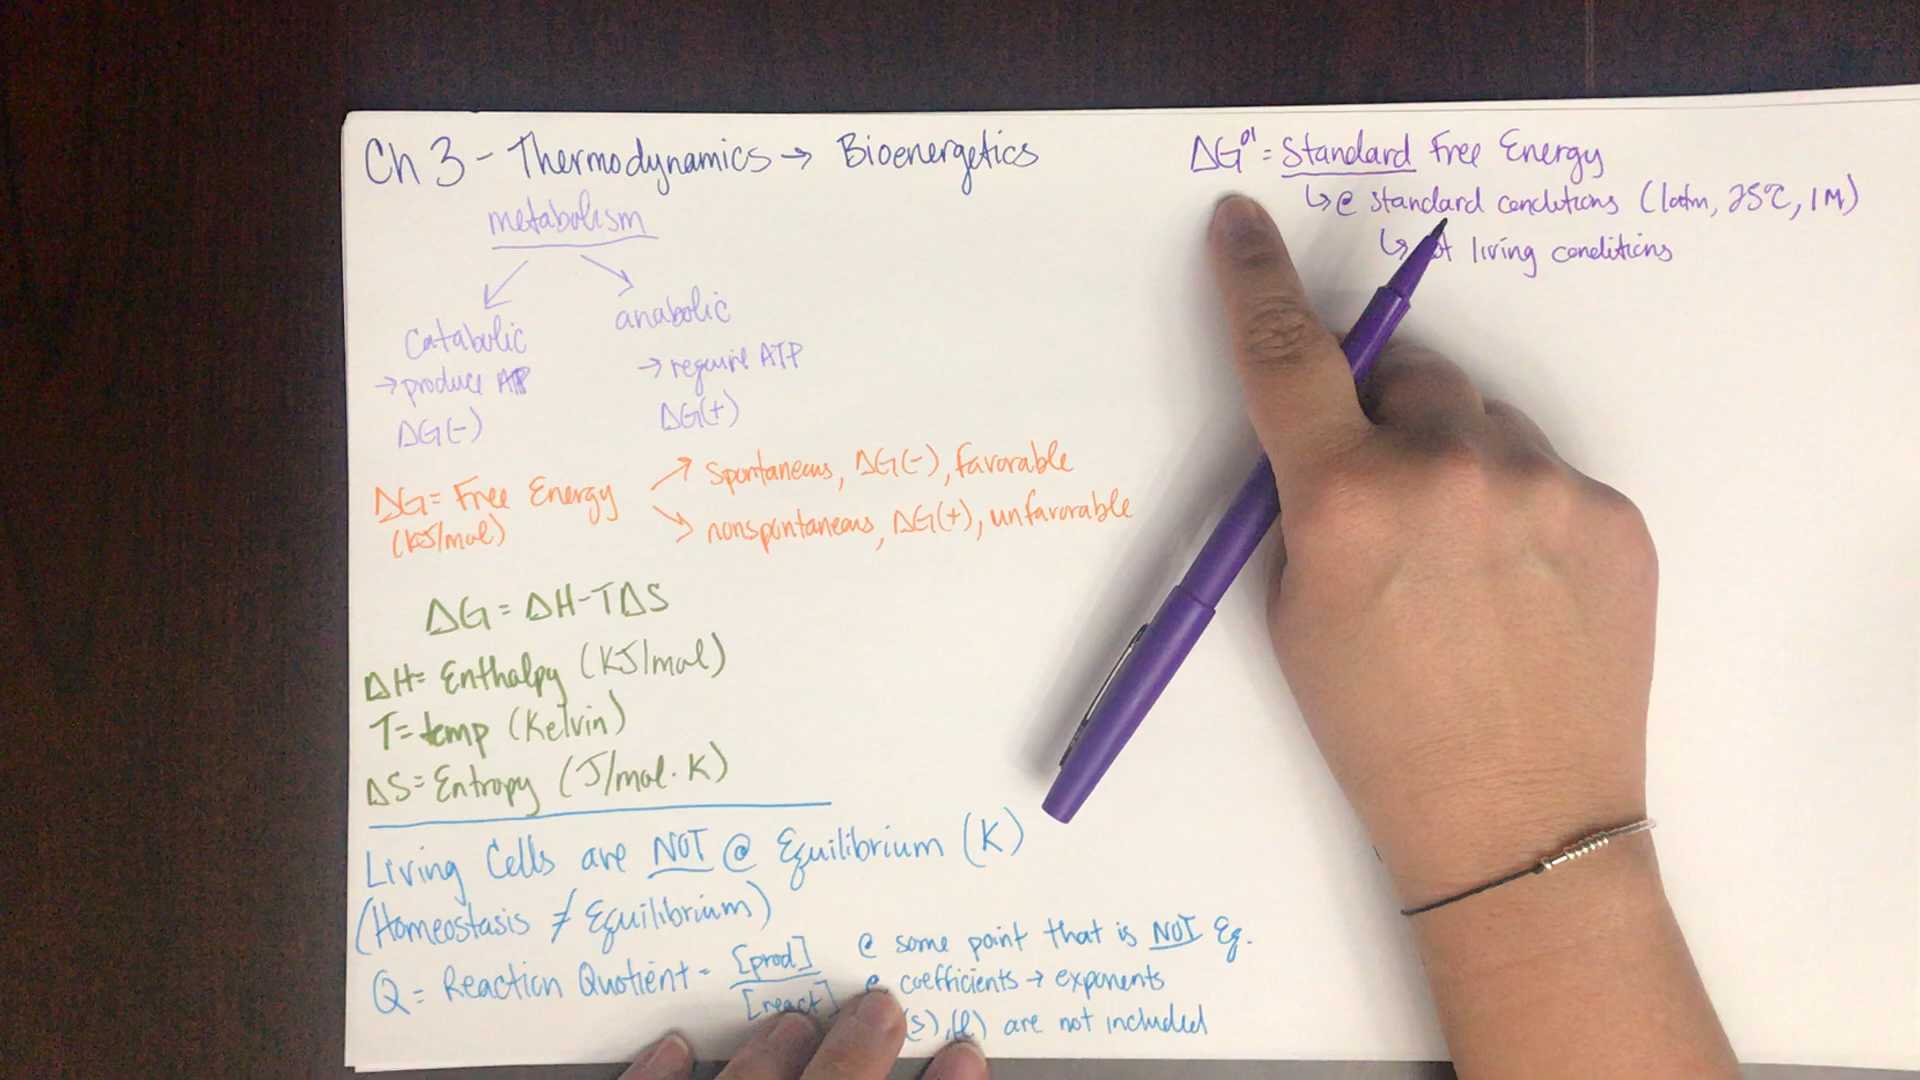 Ch 3 - Thermodynamics → Bioenergetics
metabolism
Catabolic
→ produce ATP
ΔG(-)
anabolic
→ require ATP
ΔG(+)
ΔG = Free Energy
(KJ/mol)
↗ Spontaneous, ΔG(-), favorable
↘ nonspontaneous, ΔG(+), unfavorable
ΔG = ΔH-TΔS
ΔH = Enthalpy (KJ/mol)
T = temp (Kelvin)
ΔS = Entropy (J/mol·K)
Living Cells are NOT @ Equilibrium (K)
(Homeostasis ≠ Equilibrium)
Q = Reaction Quotient = [prod]/[react]
@ some point that is NOT Eq.
coefficients → exponents
(s),(l) are not included
ΔG°' = Standard Free Energy
↳ @ standard conditions (1atm, 25°C, 1M)
↳ living conditions